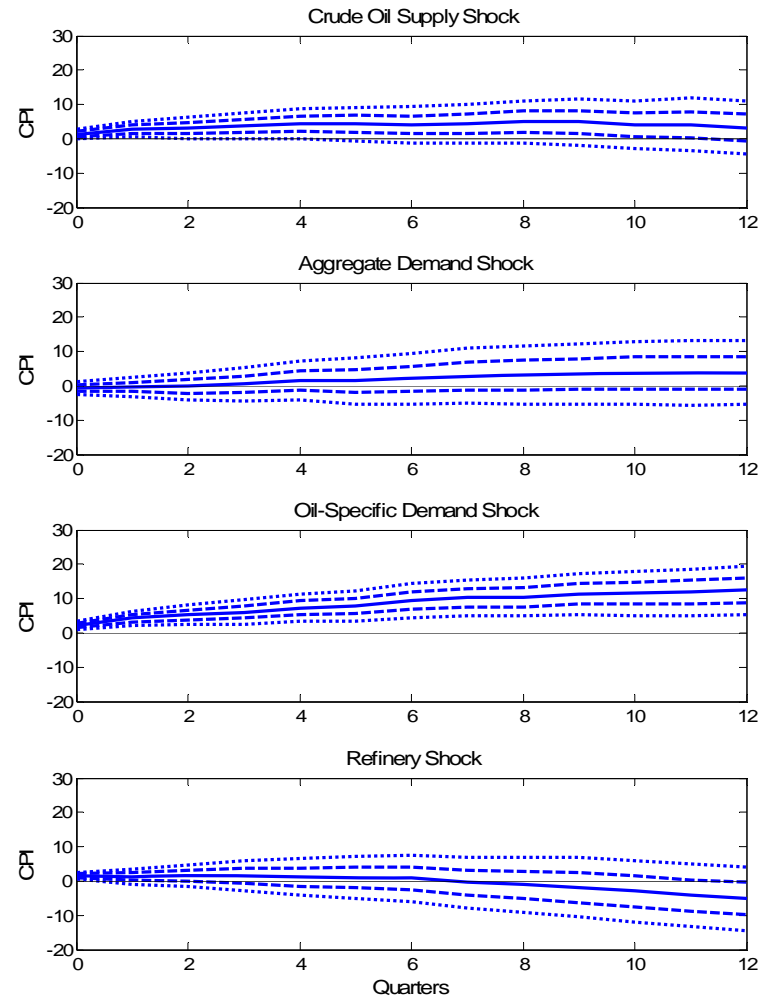 Crude Oil Supply Shock
30
20
10
0
-10
-20
CPI
0 2 4 6 8 10 12
Aggregate Demand Shock
30
20
10
0
-10
-20
CPI
0 2 4 6 8 10 12
Oil-Specific Demand Shock
30
20
10
0
-10
-20
CPI
0 2 4 6 8 10 12
Refinery Shock
30
20
10
0
-10
-20
CPI
0 2 4 6 8 10 12
Quarters